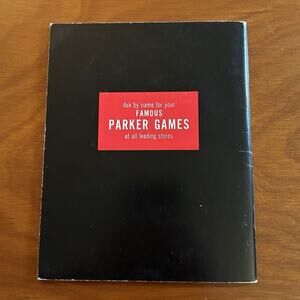 Ask by name for your
FAMOUS
PARKER GAMES
at all leading stores